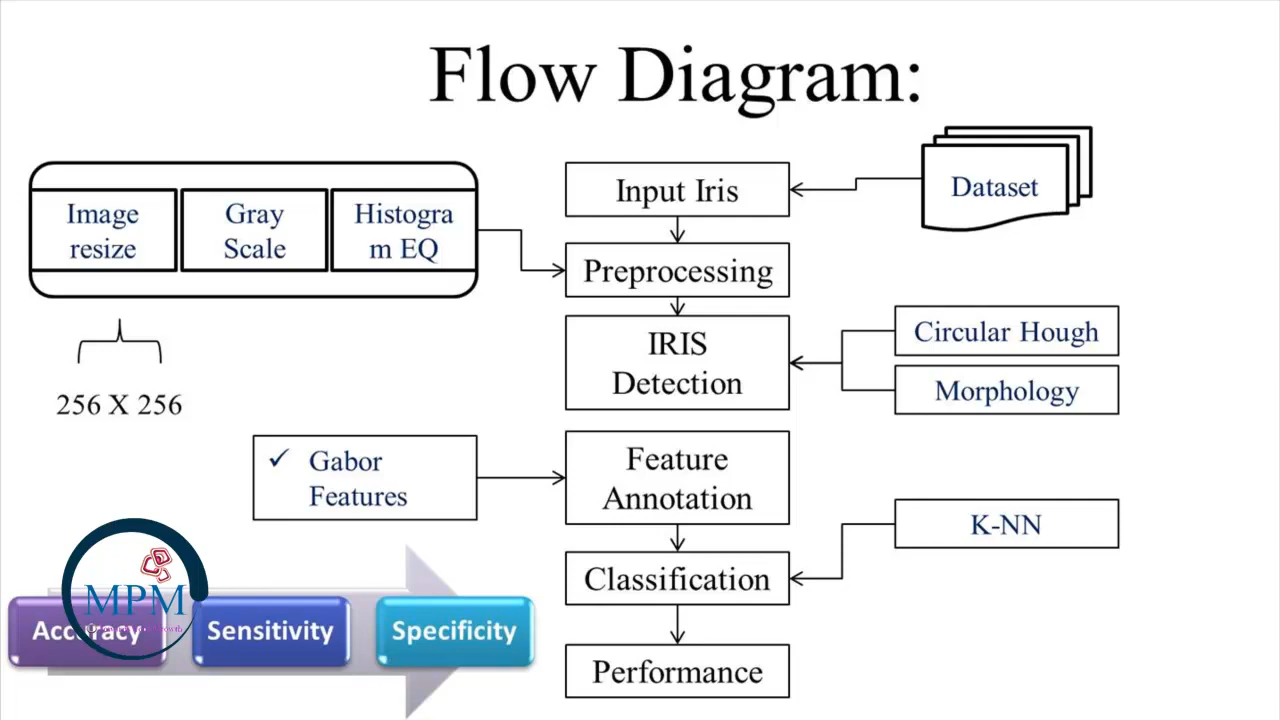 Flow Diagram:
Image
resize
Gray
Scale
Histogra
m EQ
256 X 256
Input Iris
Dataset
Preprocessing
IRIS
Detection
Circular Hough
Morphology
Gabor
Features
Feature
Annotation
K-NN
Classification
Performance
MPM
Accuracy
Sensitivity
Specificity